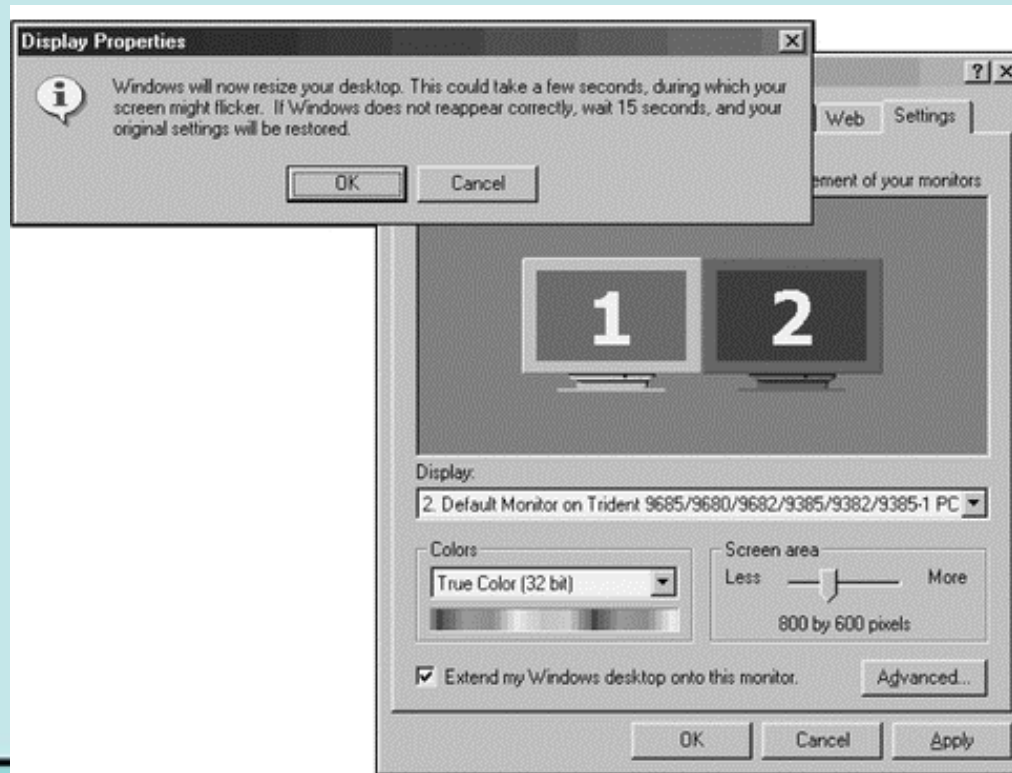 Display Properties
Windows will now resize your desktop. This could take a few seconds, during which your
screen might flicker. If Windows does not reappear correctly, wait 15 seconds, and your
original settings will be restored.
OK Cancel
Web Settings
ement of your monitors
1 2
Display:
2. Default Monitor on Trident 9685/9680/9682/9385/9382/9385-1 PC
Colors Screen area
True Color (32 bit) Less More
800 by 600 pixels
Extend my Windows desktop onto this monitor. Advanced...
OK Cancel Apply